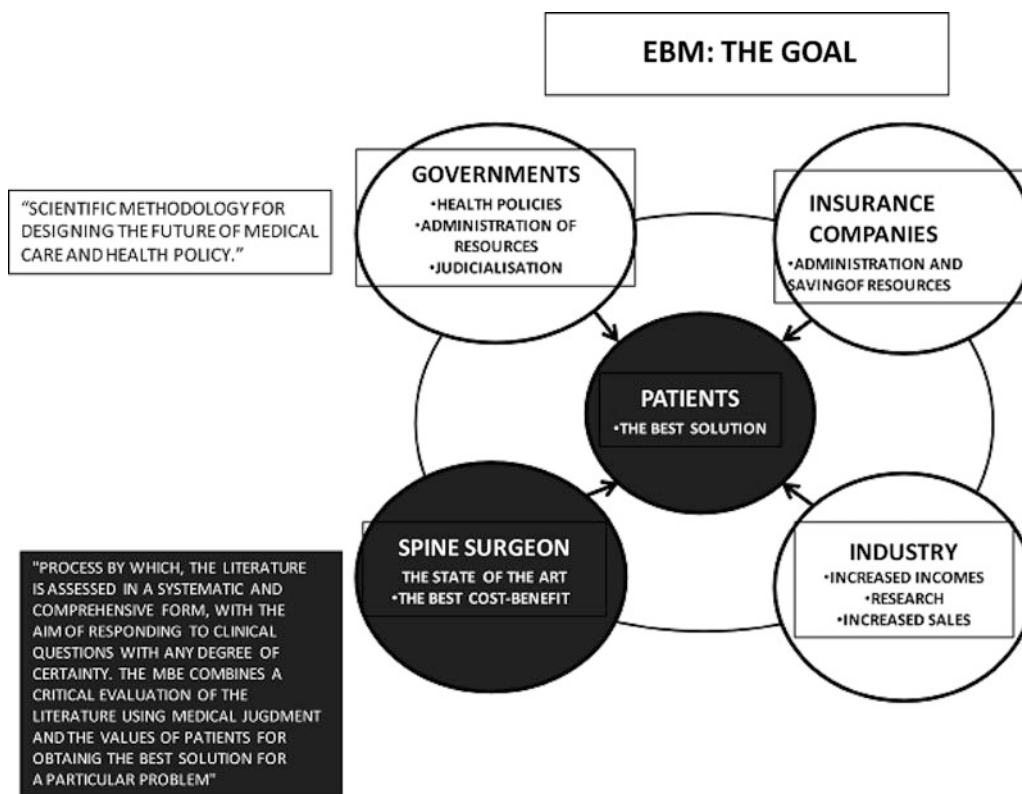 EBM: THE GOAL
GOVERNMENTS
•HEALTH POLICIES
•ADMINISTRATION OF
RESOURCES
•JUDICIALISATION
INSURANCE
COMPANIES
•ADMINISTRATION AND
SAVINGOF RESOURCES
"SCIENTIFIC METHODOLOGY FOR
DESIGNING THE FUTURE OF MEDICAL
CARE AND HEALTH POLICY."
PATIENTS
•THE BEST SOLUTION
SPINE SURGEON
THE STATE OF THE ART
•THE BEST COST-BENEFIT
INDUSTRY
•INCREASED INCOMES
•RESEARCH
•INCREASED SALES
"PROCESS BY WHICH, THE LITERATURE
IS ASSESSED IN A SYSTEMATIC AND
COMPREHENSIVE FORM, WITH THE
AIM OF RESPONDING TO CLINICAL
QUESTIONS WITH ANY DEGREE OF
CERTAINTY. THE MBE COMBINES A
CRITICAL EVALUATION OF THE
LITERATURE USING MEDICAL JUGDMENT
AND THE VALUES OF PATIENTS FOR
OBTAINIG THE BEST SOLUTION FOR
A PARTICULAR PROBLEM"